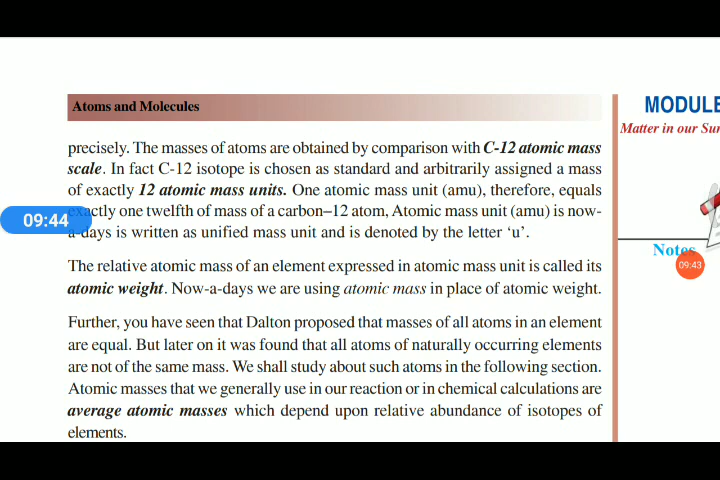 Atoms and Molecules
MODULE
Matter in our Sur
precisely. The masses of atoms are obtained by comparison with C-12 atomic mass
scale. In fact C-12 isotope is chosen as standard and arbitrarily assigned a mass
of exactly 12 atomic mass units. One atomic mass unit (amu), therefore, equals
exactly one twelfth of mass of a carbon–12 atom, Atomic mass unit (amu) is now-
a-days is written as unified mass unit and is denoted by the letter ‘u’.
09:44
Notes
09:43
The relative atomic mass of an element expressed in atomic mass unit is called its
atomic weight. Now-a-days we are using atomic mass in place of atomic weight.
Further, you have seen that Dalton proposed that masses of all atoms in an element
are equal. But later on it was found that all atoms of naturally occurring elements
are not of the same mass. We shall study about such atoms in the following section.
Atomic masses that we generally use in our reaction or in chemical calculations are
average atomic masses which depend upon relative abundance of isotopes of
elements.